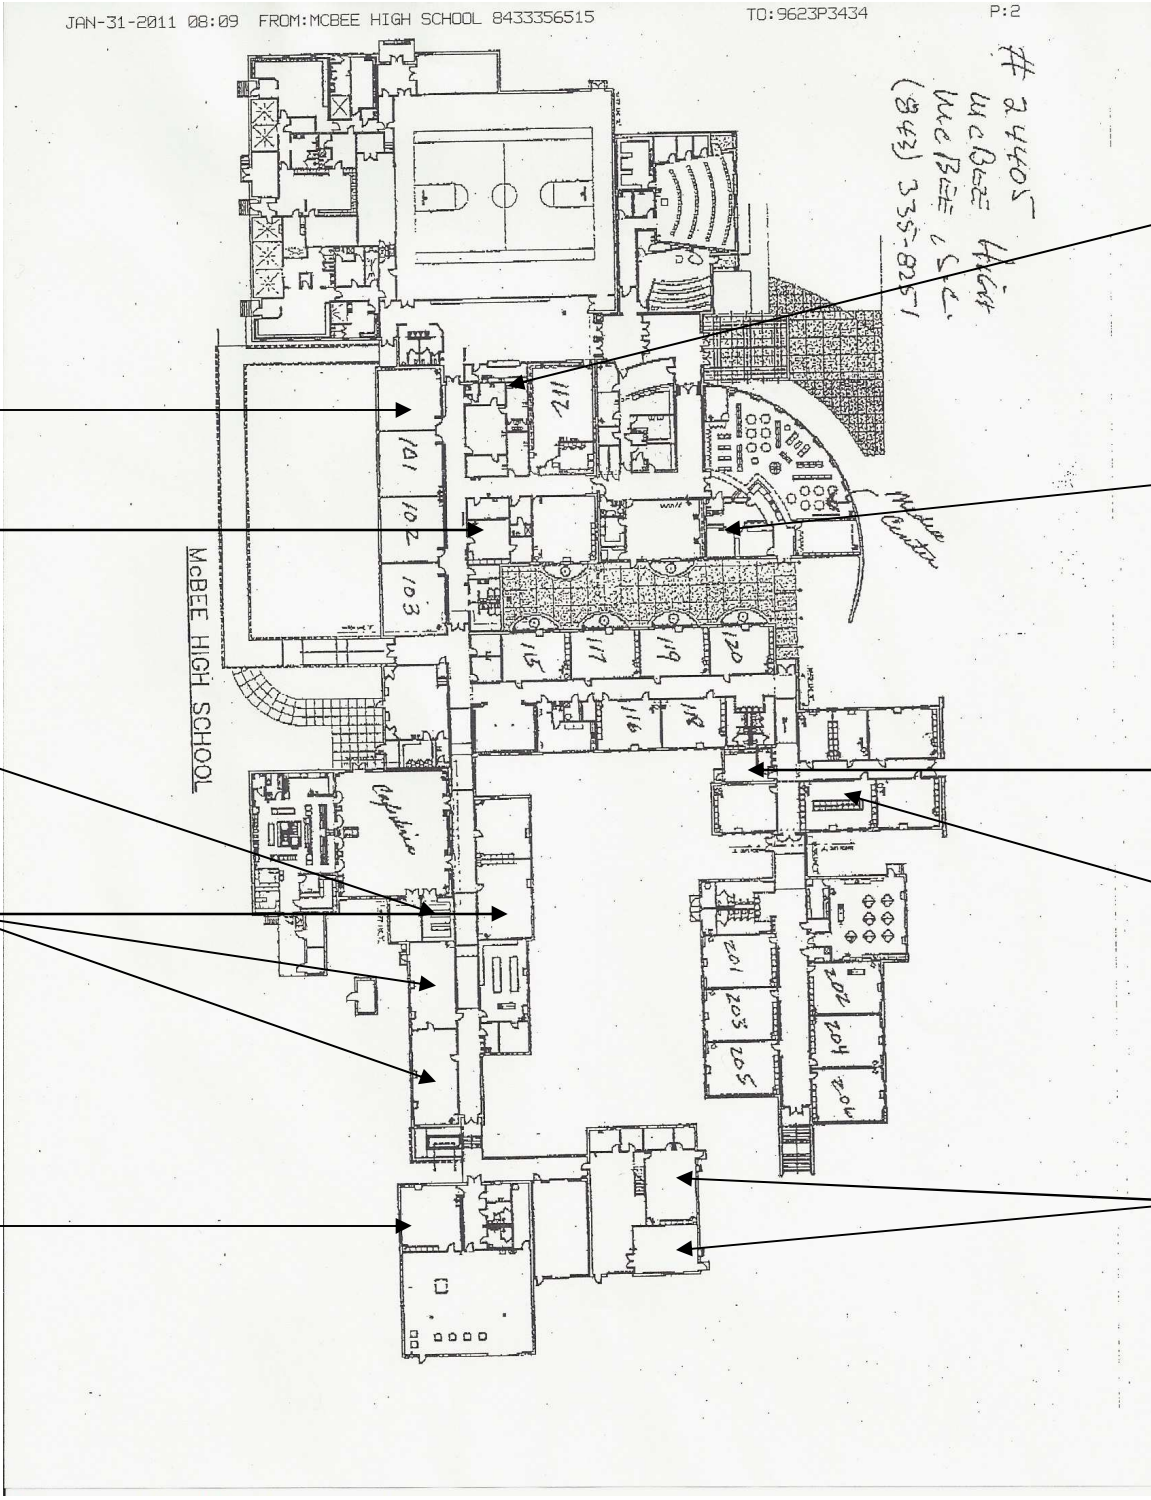 JAN-31-2011 08:09 FROM:MCBEE HIGH SCHOOL 8433356515 TO:9623P3434 P:2
# 24405
McBEE High
McBEE, S.C.
(843) 335-8251
112
101
102
103
Media
Center
McBEE HIGH SCHOOL
115
117
119
120
116
118
Cafeteria
201
203
205
202
204
206